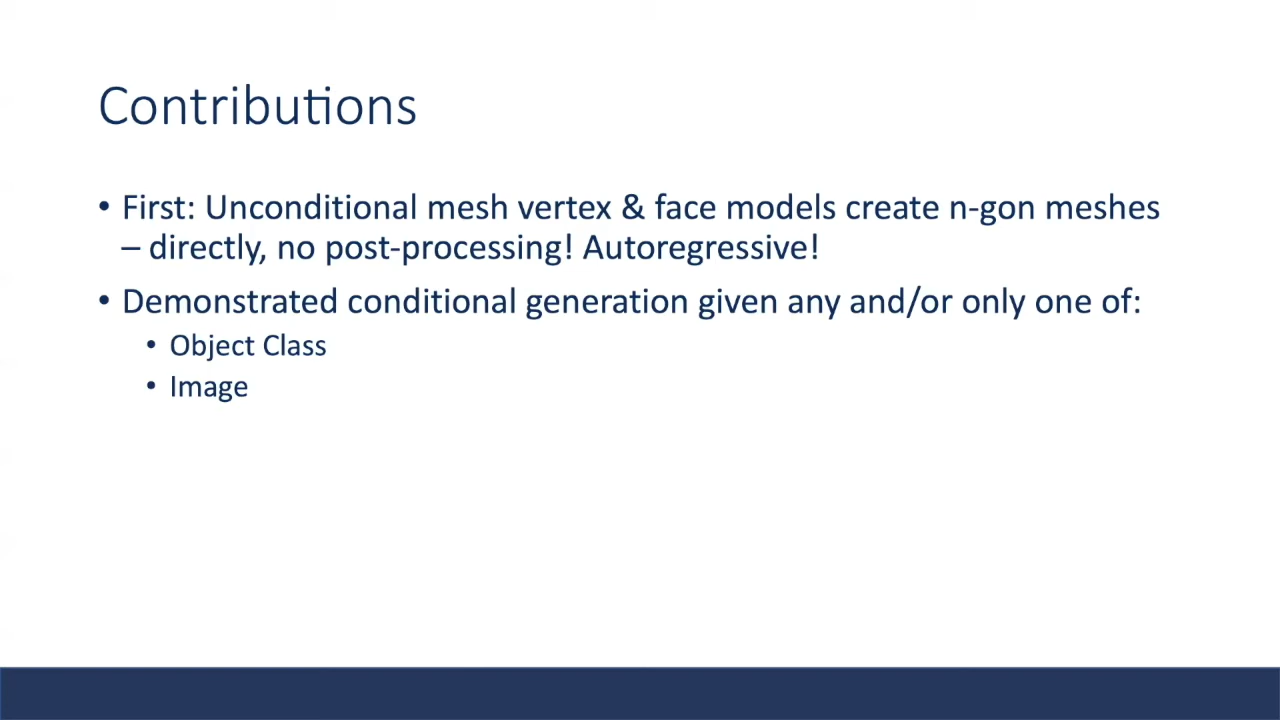 Contributions
• First: Unconditional mesh vertex & face models create n-gon meshes
– directly, no post-processing! Autoregressive!
• Demonstrated conditional generation given any and/or only one of:
• Object Class
• Image